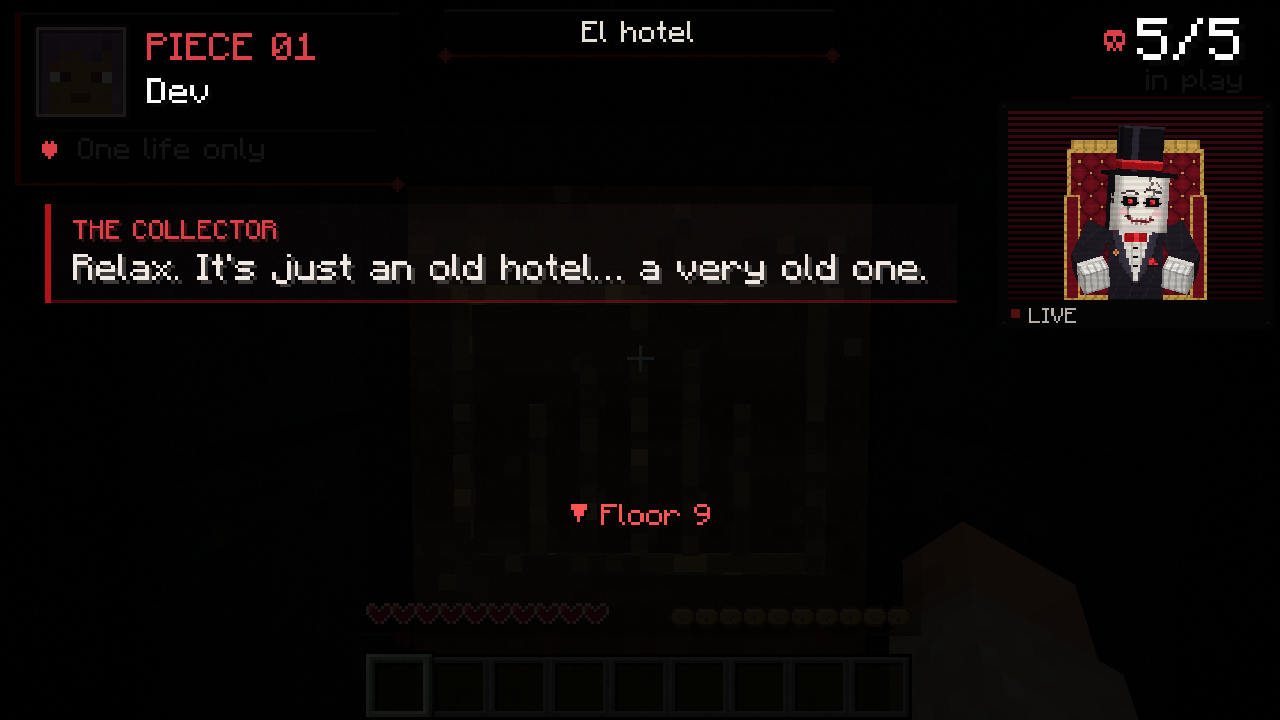 PIECE 01
Dev
One life only
El hotel
5/5
in play
THE COLLECTOR
Relax. It's just an old hotel... a very old one.
LIVE
▼ Floor 9